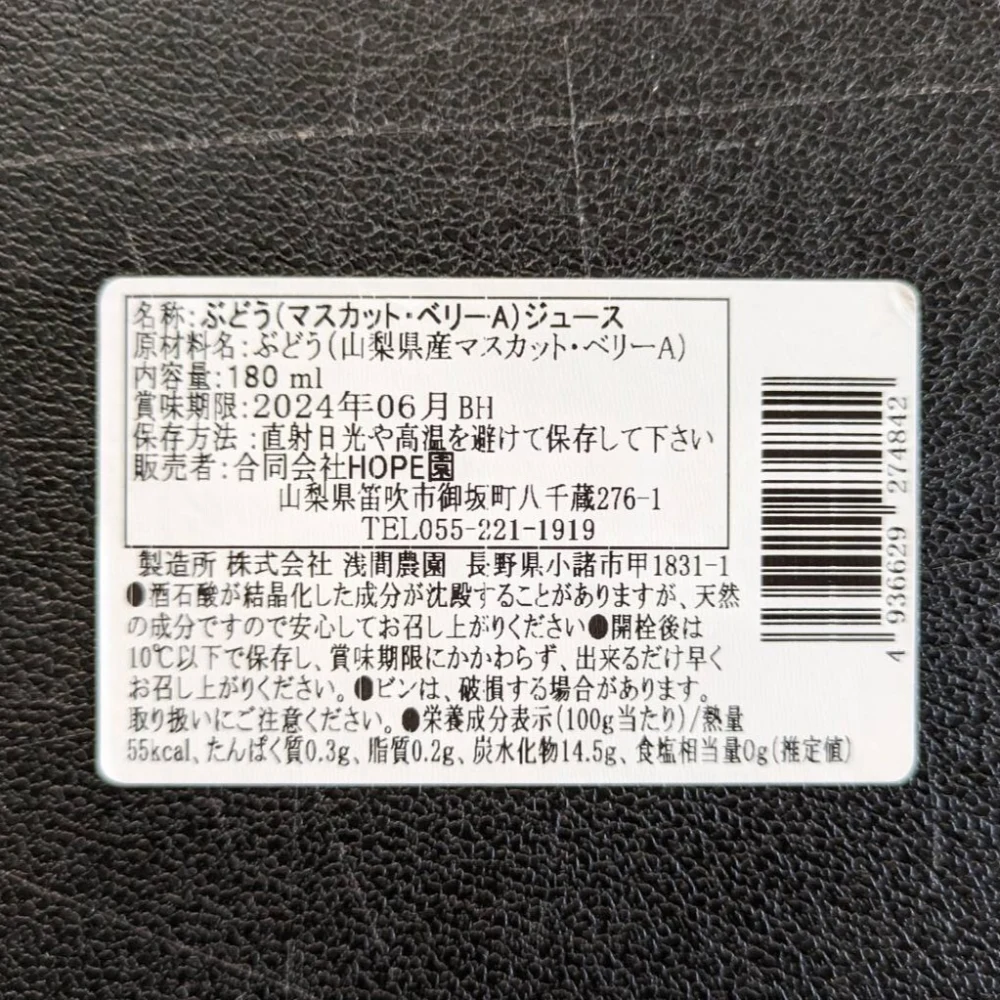 名称:ぶどう(マスカット・ベリーA)ジュース
原材料名:ぶどう(山梨県産マスカット・ベリーA)
内容量:180 ml
賞味期限:2024年06月BH
保存方法:直射日光や高温を避けて保存して下さい
販売者:合同会社HOPE園
山梨県笛吹市御坂町八千蔵276-1
TEL055-221-1919
製造所 株式会社 浅間農園 長野県小諸市甲1831-1
●酒石酸が結晶化した成分が沈殿することがありますが、天然
の成分ですので安心してお召し上がりください●開栓後は
10℃以下で保存し、賞味期限にかかわらず、出来るだけ早く
お召し上がりください。●ビンは、破損する場合があります。
取り扱いにご注意ください。●栄養成分表示(100g当たり)/熱量
55kcal、たんぱく質0.3g、脂質0.2g、炭水化物14.5g、食塩相当量0g(推定値)
4 936629 274842